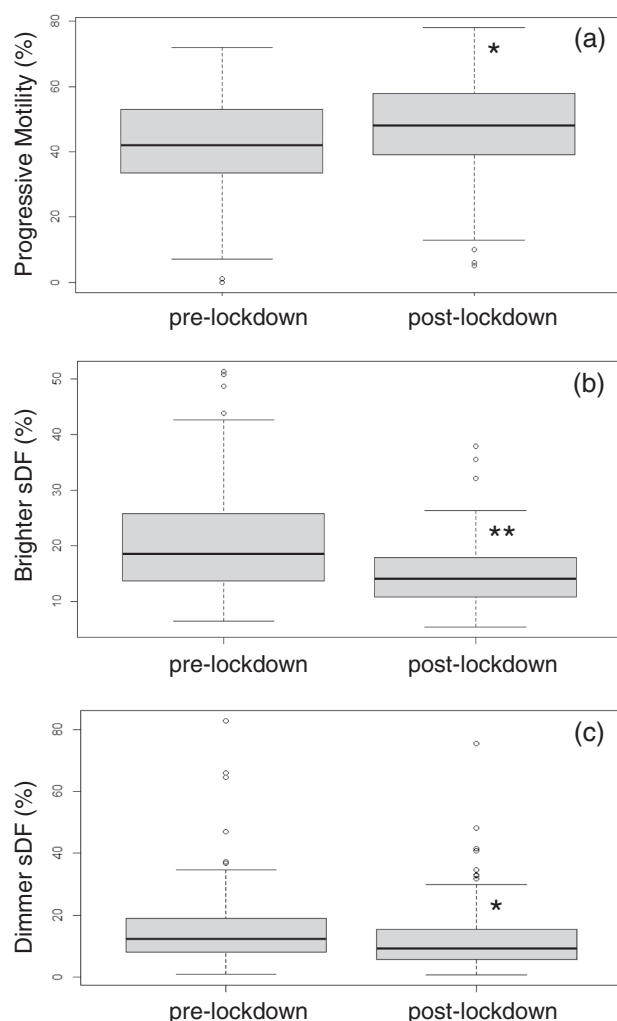 (a)
Progressive Motility (%)
80
60
40
20
0
*
pre-lockdown
post-lockdown
(b)
Brighter sDF (%)
50
40
30
20
10
**
pre-lockdown
post-lockdown
(c)
Dimmer sDF (%)
80
60
40
20
0
*
pre-lockdown
post-lockdown